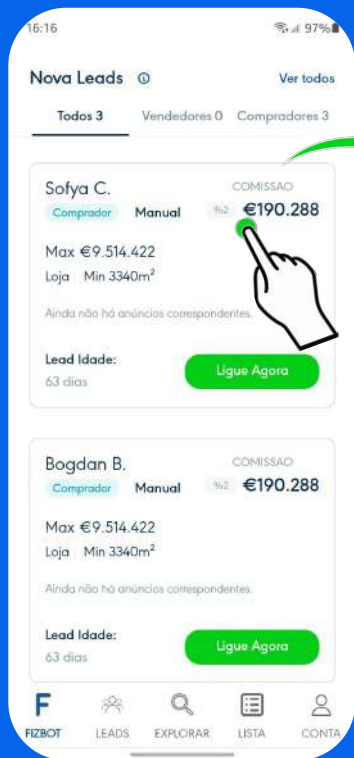 16:16 97%
Nova Leads Ver todos
Todos 3 Vendedores 0 Compradores 3
Sofya C. COMISSAO
Comprador Manual %2 €190.288
Max €9.514.422
Loja Min 3340m²
Ainda não há anúncios correspondentes.
Lead Idade:
63 dias
Ligue Agora
Bogdan B. COMISSAO
Comprador Manual %2 €190.288
Max €9.514.422
Loja Min 3340m²
Ainda não há anúncios correspondentes.
Lead Idade:
63 dias
Ligue Agora
F
FIZBOT LEADS EXPLORAR LISTA CONTA